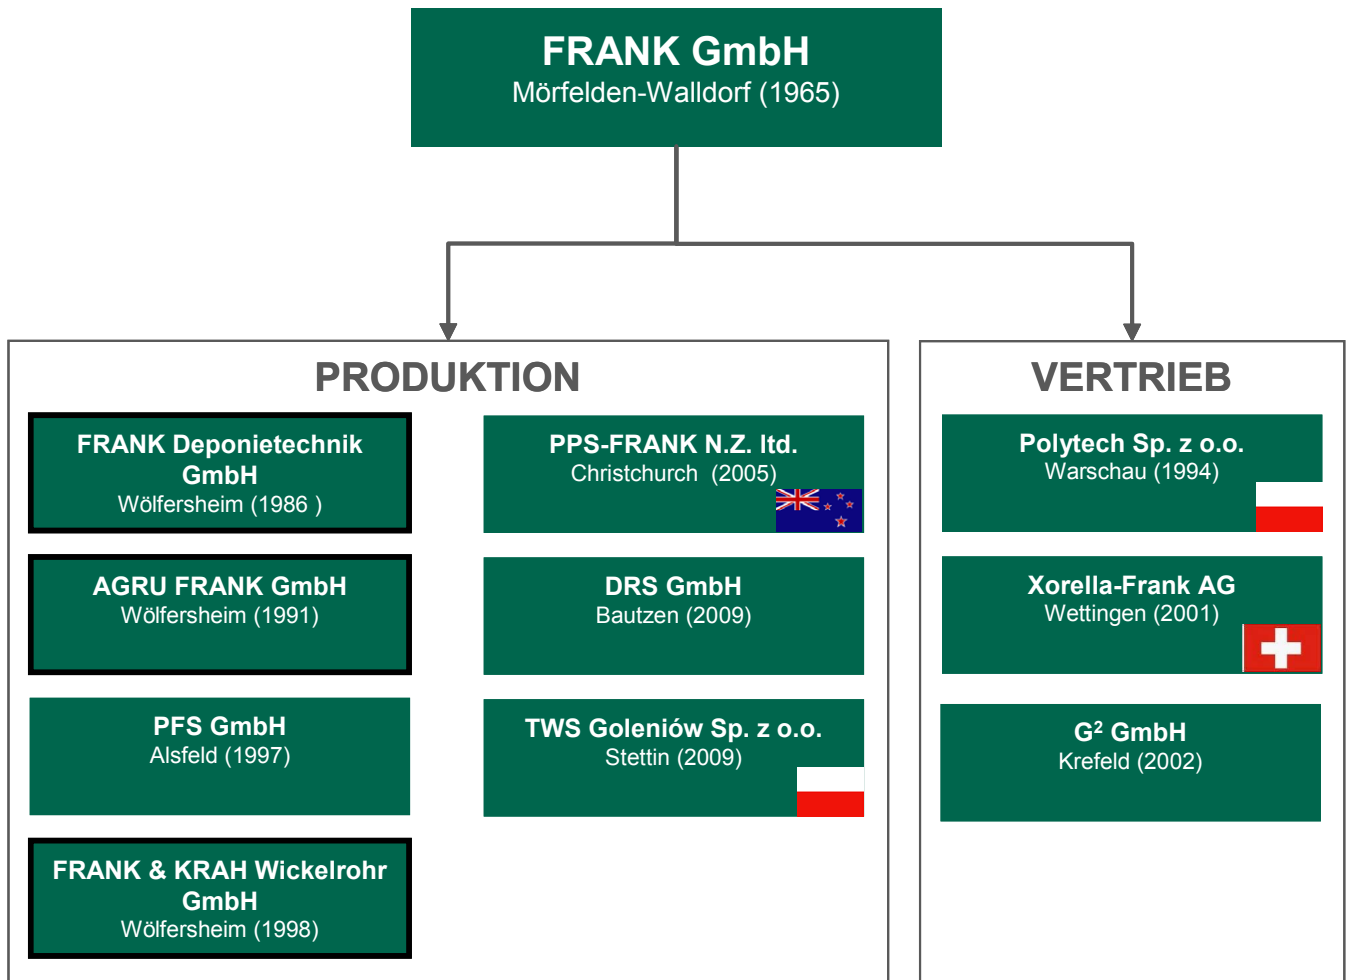 FRANK GmbH
Mörfelden-Walldorf (1965)
PRODUKTION
FRANK Deponietechnik
GmbH
Wölfersheim (1986 )
AGRU FRANK GmbH
Wölfersheim (1991)
PFS GmbH
Alsfeld (1997)
FRANK & KRAH Wickelrohr
GmbH
Wölfersheim (1998)
PPS-FRANK N.Z. ltd.
Christchurch (2005)
DRS GmbH
Bautzen (2009)
TWS Goleniów Sp. z o.o.
Stettin (2009)
VERTRIEB
Polytech Sp. z o.o.
Warschau (1994)
Xorella-Frank AG
Wettingen (2001)
G² GmbH
Krefeld (2002)